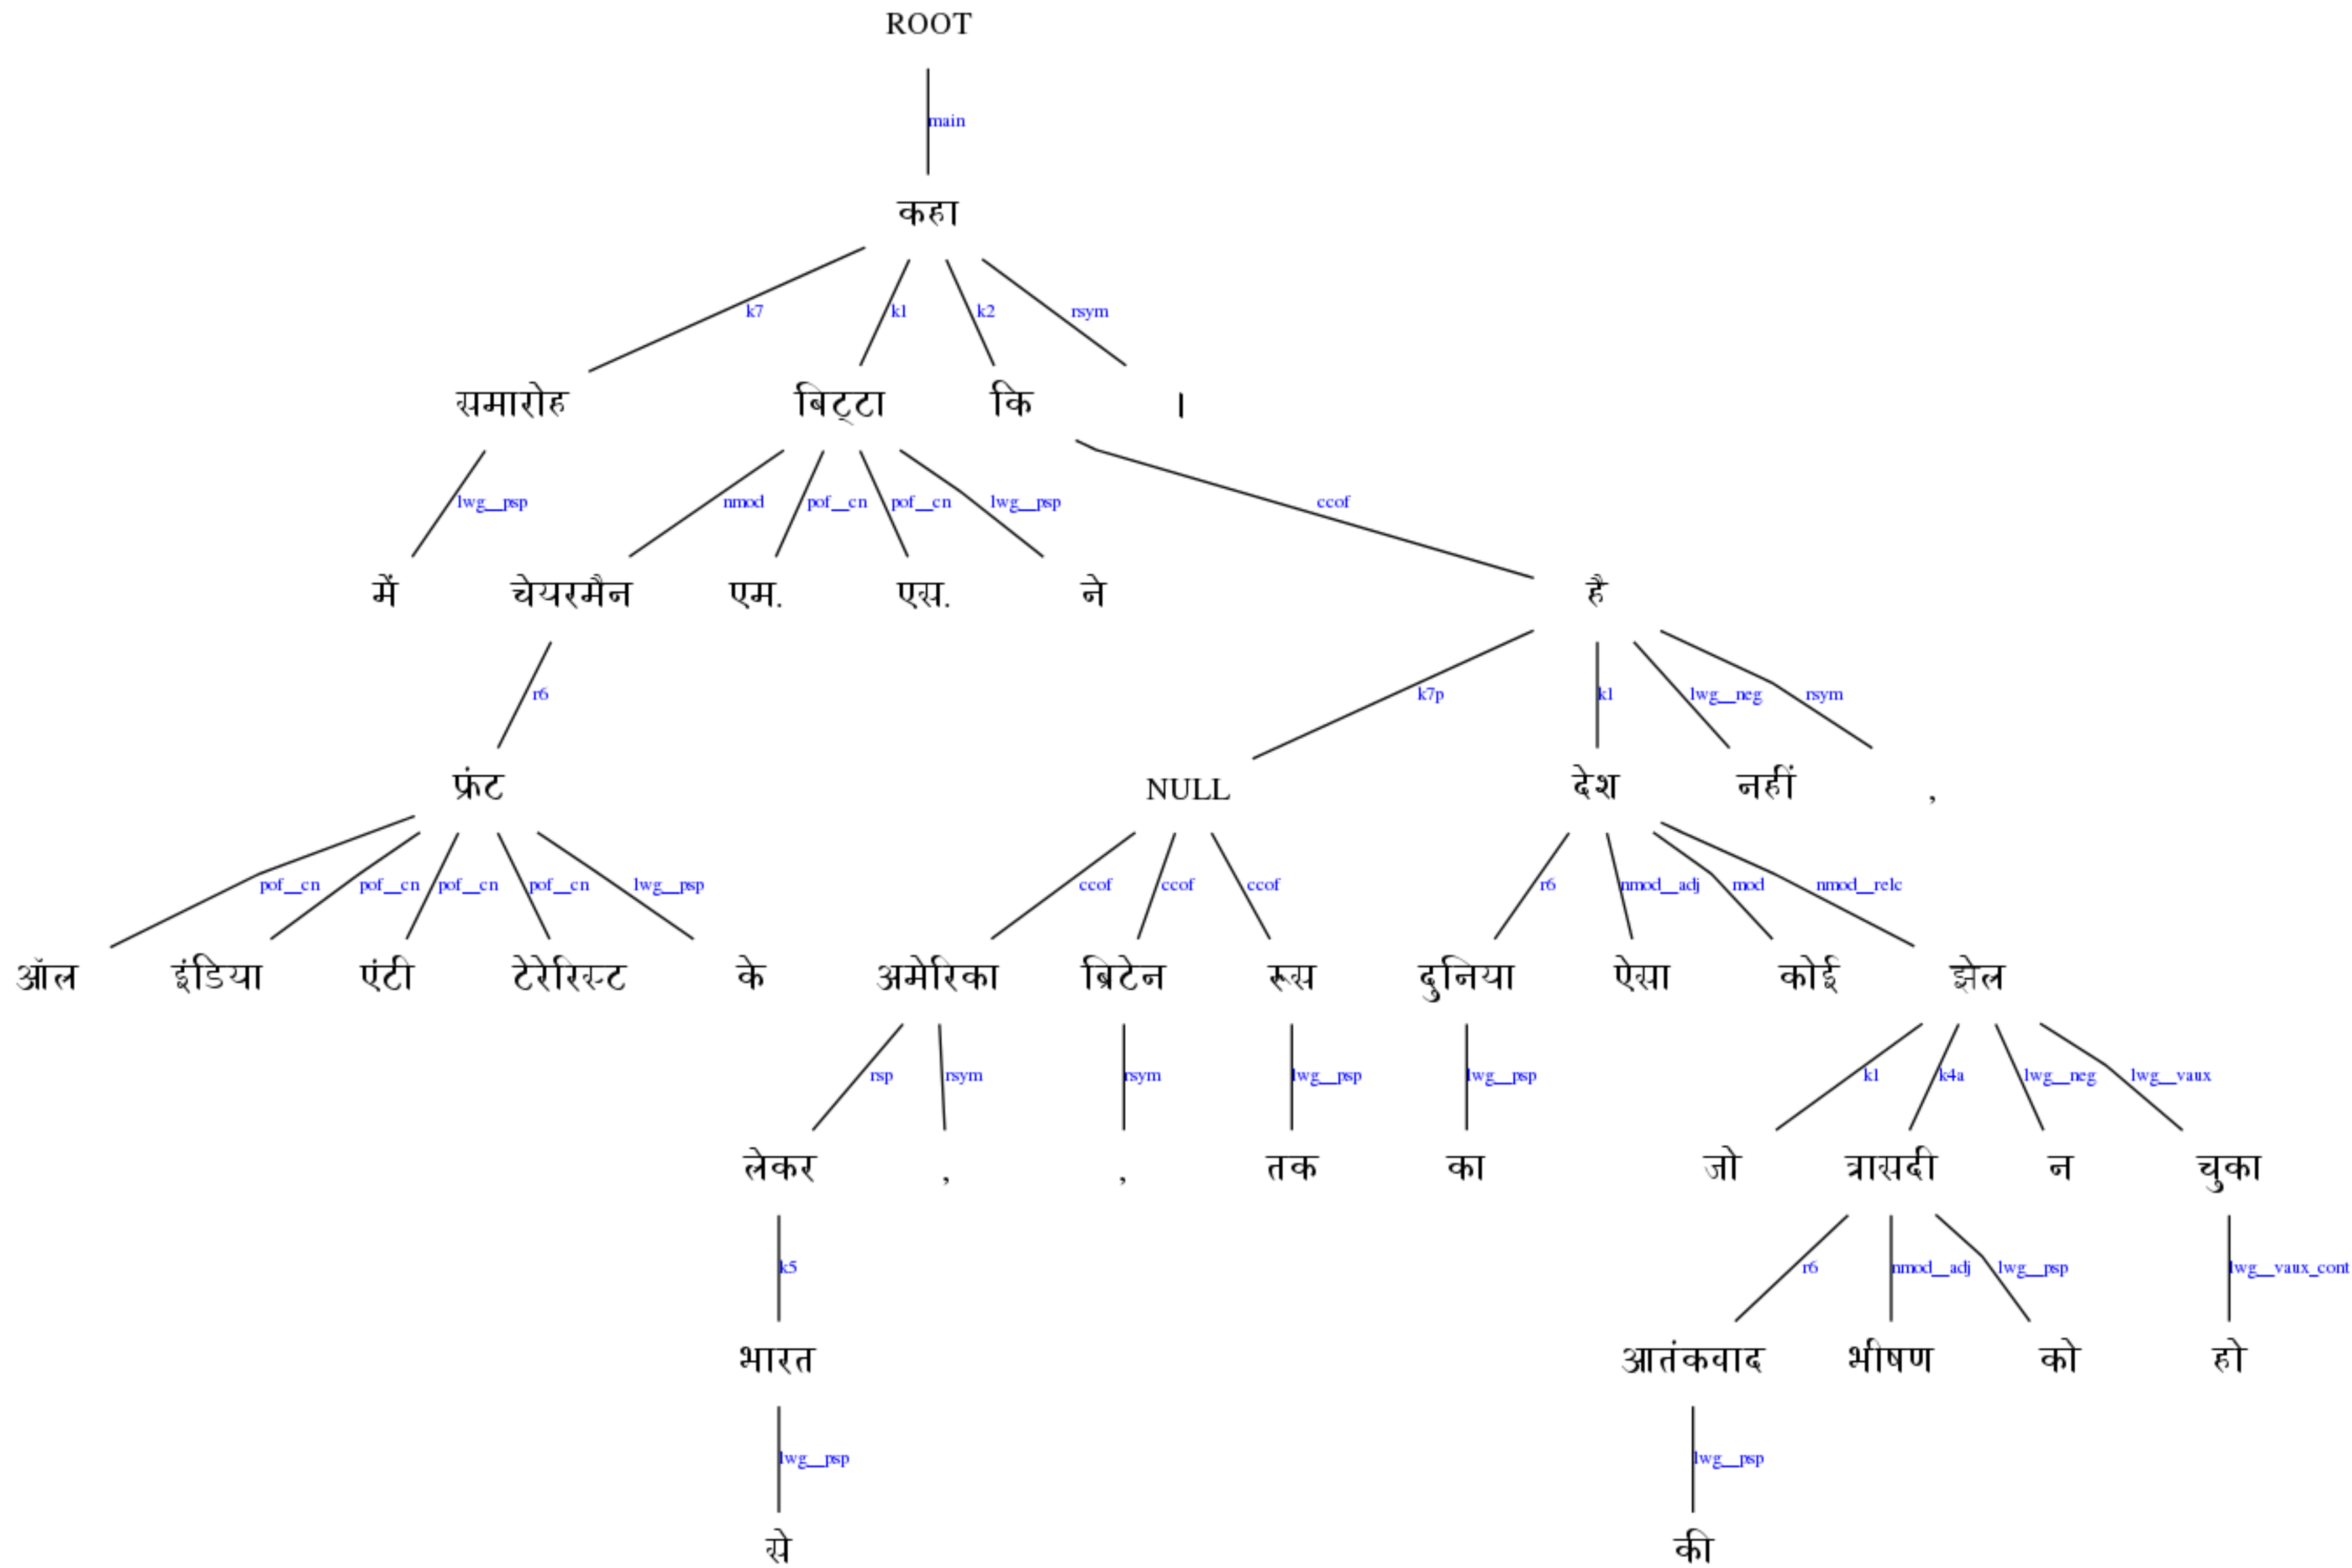 ROOT
main
कहा
k7 k1 k2 rsym
समारोह बिट्टा कि ।
lwg__psp nmod pof__cn pof__cn lwg__psp ccof
में चेयरमैन एम. एस. ने है
r6 k7p k1 lwg__neg rsym
फ्रंट NULL देश नहीं ,
pof__cn pof__cn pof__cn pof__cn lwg__psp ccof ccof ccof r6 nmod__adj mod nmod__relc
ऑल इंडिया एंटी टेरेरिस्ट के अमेरिका ब्रिटेन रूस दुनिया ऐसा कोई झेल
rsp rsym rsym lwg__psp lwg__psp k1 k4a lwg__neg lwg__vaux
लेकर , , तक का जो त्रासदी न चुका
k5 r6 nmod__adj lwg__psp lwg__vaux_cont
भारत आतंकवाद भीषण को हो
lwg__psp lwg__psp
से की